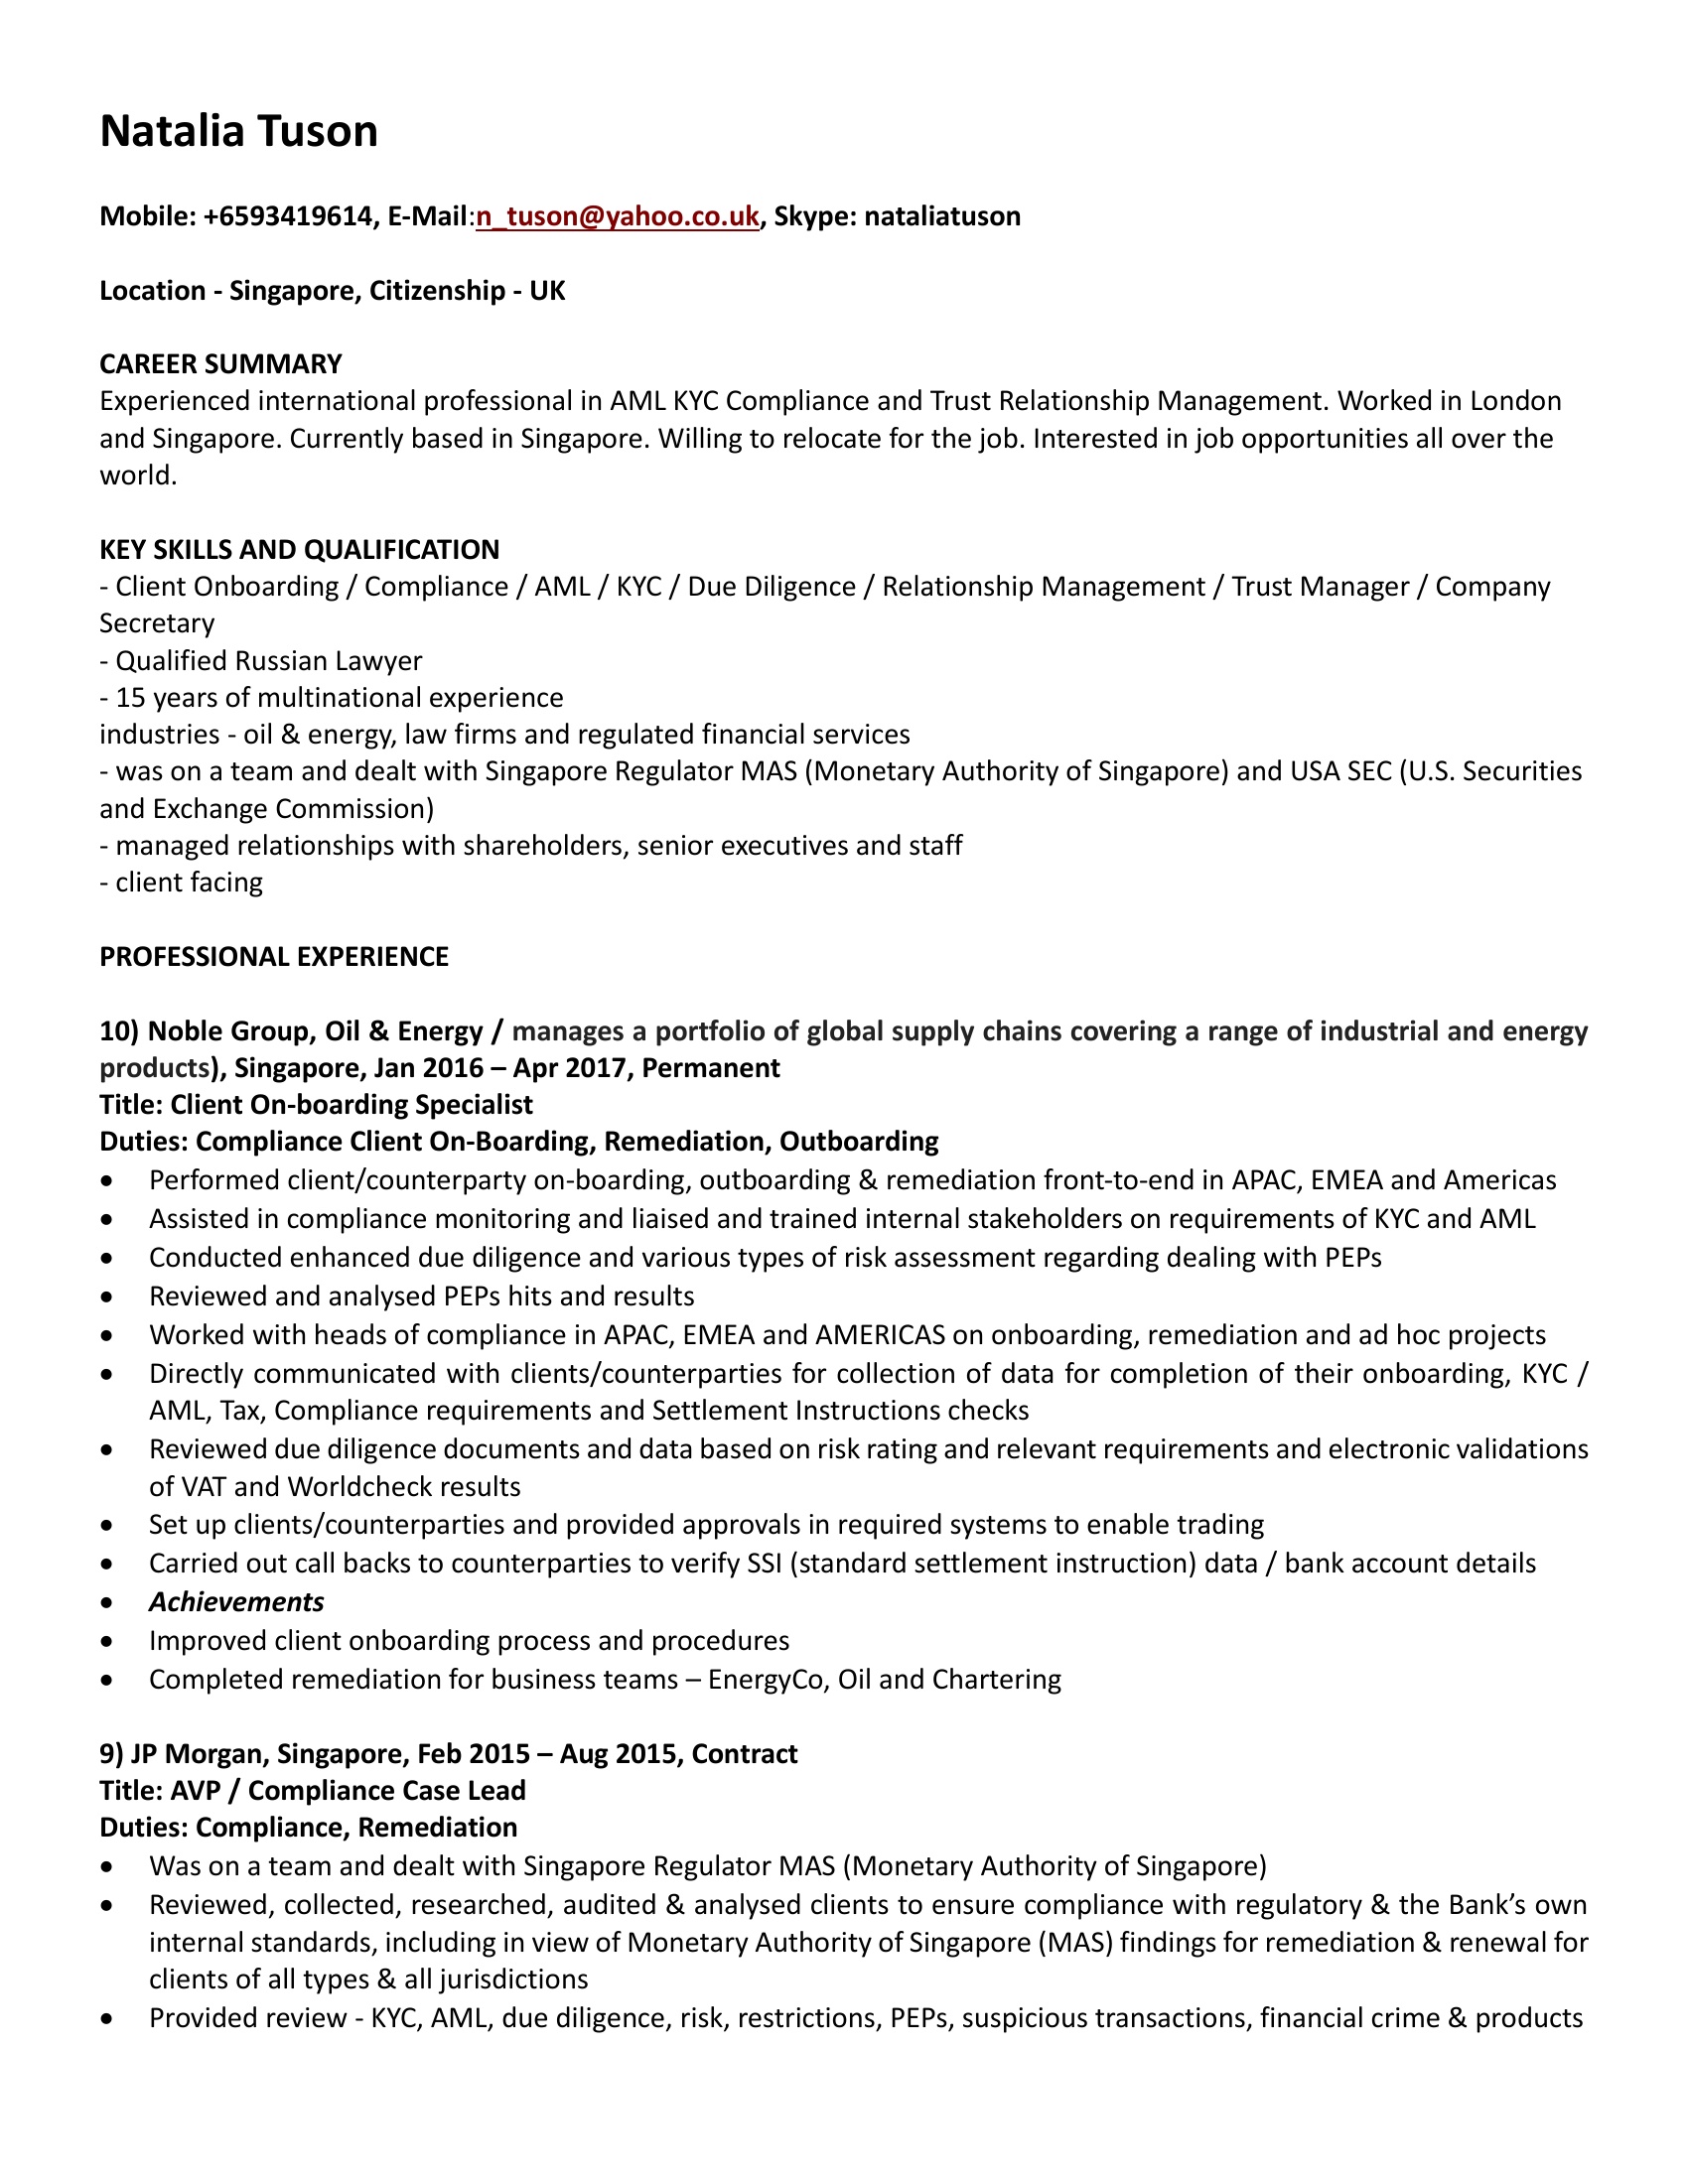 Natalia Tuson
Mobile: +6593419614, E-Mail:n_tuson@yahoo.co.uk, Skype: nataliatuson
Location - Singapore, Citizenship - UK
CAREER SUMMARY
Experienced international professional in AML KYC Compliance and Trust Relationship Management. Worked in London
and Singapore. Currently based in Singapore. Willing to relocate for the job. Interested in job opportunities all over the
world.
KEY SKILLS AND QUALIFICATION
- Client Onboarding / Compliance / AML / KYC / Due Diligence / Relationship Management / Trust Manager / Company
Secretary
- Qualified Russian Lawyer
- 15 years of multinational experience
industries - oil & energy, law firms and regulated financial services
- was on a team and dealt with Singapore Regulator MAS (Monetary Authority of Singapore) and USA SEC (U.S. Securities
and Exchange Commission)
- managed relationships with shareholders, senior executives and staff
- client facing
PROFESSIONAL EXPERIENCE
10) Noble Group, Oil & Energy / manages a portfolio of global supply chains covering a range of industrial and energy
products), Singapore, Jan 2016 – Apr 2017, Permanent
Title: Client On-boarding Specialist
Duties: Compliance Client On-Boarding, Remediation, Outboarding
• Performed client/counterparty on-boarding, outboarding & remediation front-to-end in APAC, EMEA and Americas
• Assisted in compliance monitoring and liaised and trained internal stakeholders on requirements of KYC and AML
• Conducted enhanced due diligence and various types of risk assessment regarding dealing with PEPs
• Reviewed and analysed PEPs hits and results
• Worked with heads of compliance in APAC, EMEA and AMERICAS on onboarding, remediation and ad hoc projects
• Directly communicated with clients/counterparties for collection of data for completion of their onboarding, KYC /
AML, Tax, Compliance requirements and Settlement Instructions checks
• Reviewed due diligence documents and data based on risk rating and relevant requirements and electronic validations
of VAT and Worldcheck results
• Set up clients/counterparties and provided approvals in required systems to enable trading
• Carried out call backs to counterparties to verify SSI (standard settlement instruction) data / bank account details
• Achievements
• Improved client onboarding process and procedures
• Completed remediation for business teams – EnergyCo, Oil and Chartering
9) JP Morgan, Singapore, Feb 2015 – Aug 2015, Contract
Title: AVP / Compliance Case Lead
Duties: Compliance, Remediation
• Was on a team and dealt with Singapore Regulator MAS (Monetary Authority of Singapore)
• Reviewed, collected, researched, audited & analysed clients to ensure compliance with regulatory & the Bank’s own
internal standards, including in view of Monetary Authority of Singapore (MAS) findings for remediation & renewal for
clients of all types & all jurisdictions
• Provided review - KYC, AML, due diligence, risk, restrictions, PEPs, suspicious transactions, financial crime & products